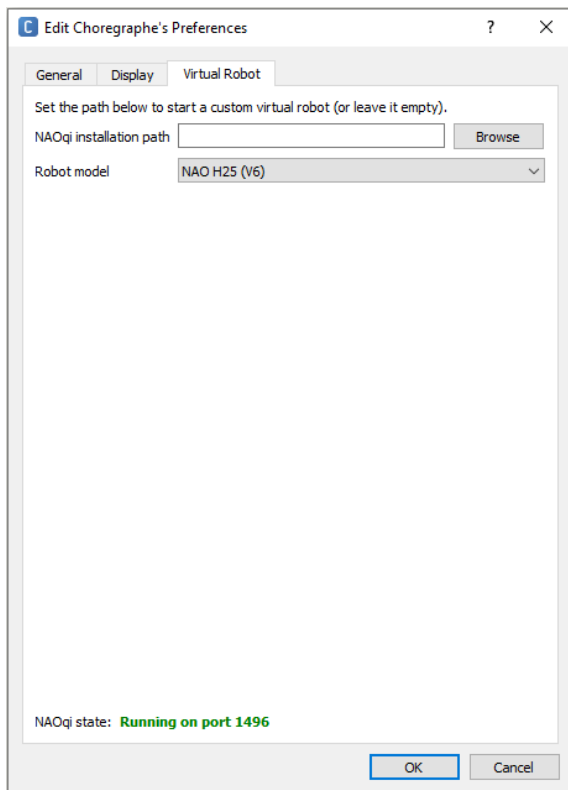 C Edit Choregraphe's Preferences ? ×
General Display Virtual Robot
Set the path below to start a custom virtual robot (or leave it empty).
NAOqi installation path Browse
Robot model NAO H25 (V6)
NAOqi state: Running on port 1496
OK Cancel